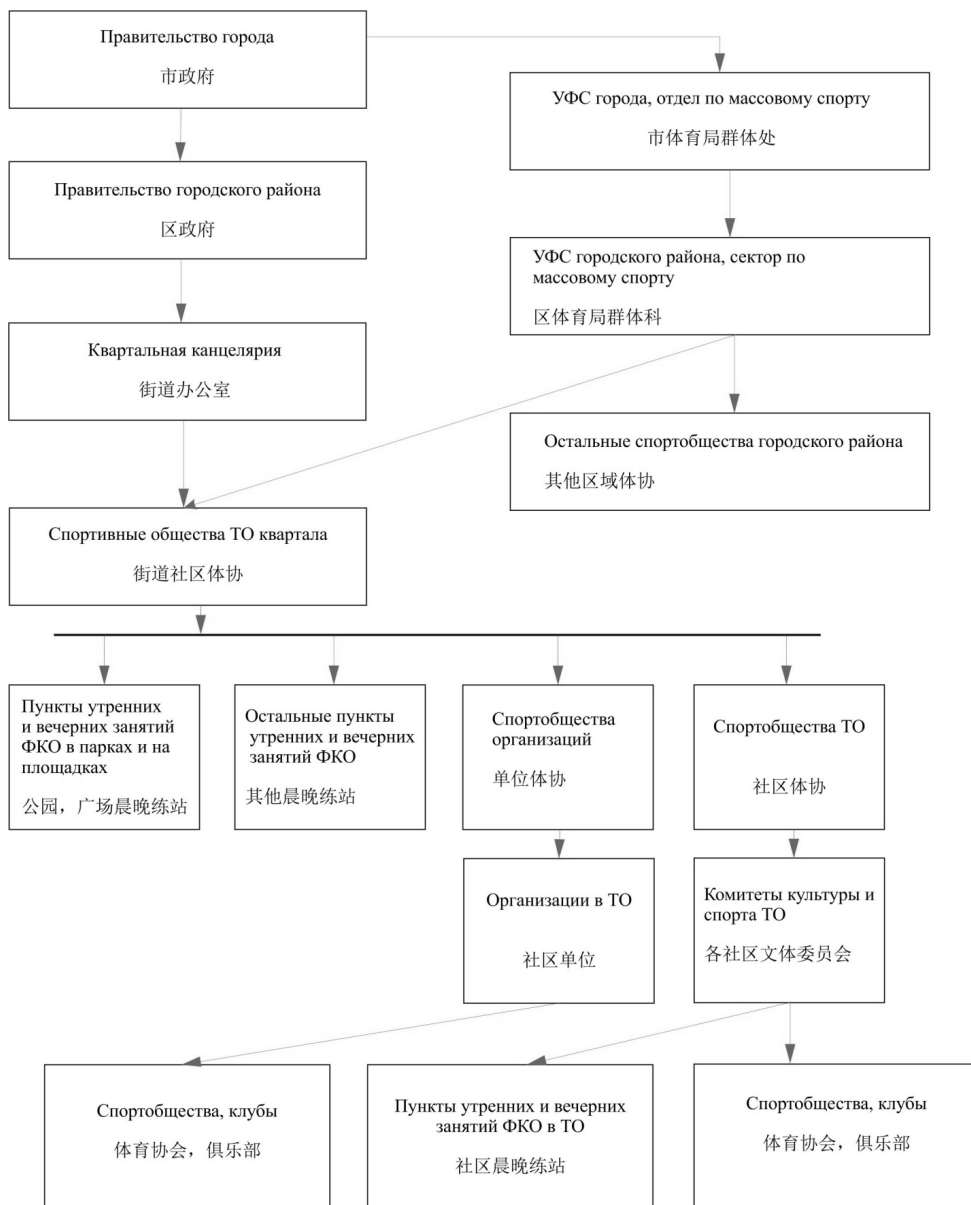 Правительство города
市政府
УФС города, отдел по массовому спорту
市体育局群体处
Правительство городского района
区政府
УФС городского района, сектор по
массовому спорту
区体育局群体科
Квартальная канцелярия
街道办公室
Остальные спортобщества городского района
其他区域体协
Спортивные общества ТО квартала
街道社区体协
Пункты утренних
и вечерних занятий
ФКО в парках и на
площадках
公园，广场晨晚练站
Остальные пункты
утренних и вечерних
занятий ФКО
其他晨晚练站
Спортобщества
организаций
单位体协
Спортобщества ТО
社区体协
Организации в ТО
社区单位
Комитеты культуры и
спорта ТО
各社区文体委员会
Спортобщества, клубы
体育协会，俱乐部
Пункты утренних и вечерних
занятий ФКО в ТО
社区晨晚练站
Спортобщества, клубы
体育协会，俱乐部